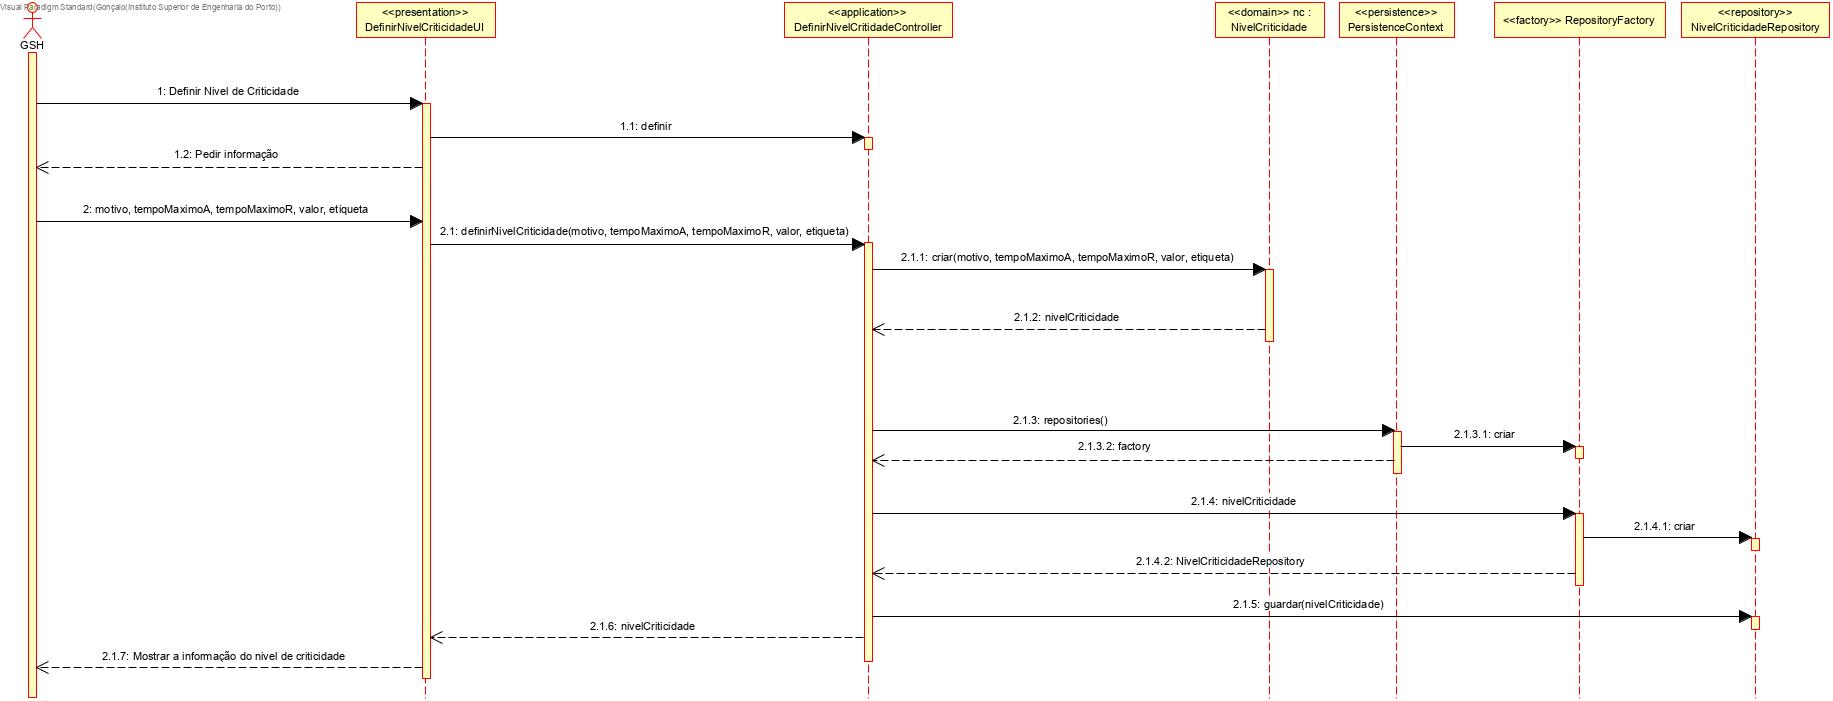 Visual Paradigm Standard(Gonçalo(Instituto Superior de Engenharia do Porto))
GSH
<<presentation>>
DefinirNivelCriticidadeUI
<<application>>
DefinirNivelCritidadeController
<<domain>> nc :
NivelCriticidade
<<persistence>>
PersistenceContext
<<factory>> RepositoryFactory
<<repository>>
NivelCriticidadeRepository
1: Definir Nivel de Criticidade
1.1: definir
1.2: Pedir informação
2: motivo, tempoMaximoA, tempoMaximoR, valor, etiqueta
2.1: definirNivelCriticidade(motivo, tempoMaximoA, tempoMaximoR, valor, etiqueta)
2.1.1: criar(motivo, tempoMaximoA, tempoMaximoR, valor, etiqueta)
2.1.2: nivelCriticidade
2.1.3: repositories()
2.1.3.1: criar
2.1.3.2: factory
2.1.4: nivelCriticidade
2.1.4.1: criar
2.1.4.2: NivelCriticidadeRepository
2.1.5: guardar(nivelCriticidade)
2.1.6: nivelCriticidade
2.1.7: Mostrar a informação do nivel de criticidade